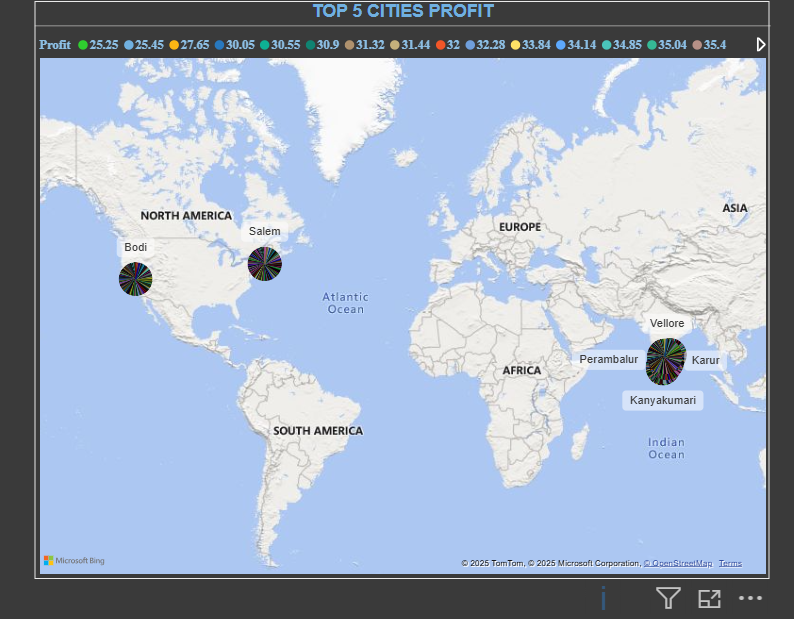 TOP 5 CITIES PROFIT
Profit 25.25 25.45 27.65 30.05 30.55 30.9 31.32 31.44 32 32.28 33.84 34.14 34.85 35.04 35.4
ASIA
NORTH AMERICA
EUROPE
Salem
Bodi
Atlantic
Ocean
Vellore
Perambalur
Karur
AFRICA
Kanyakumari
SOUTH AMERICA
Indian
Ocean
Microsoft Bing
© 2025 TomTom, © 2025 Microsoft Corporation, © OpenStreetMap Terms